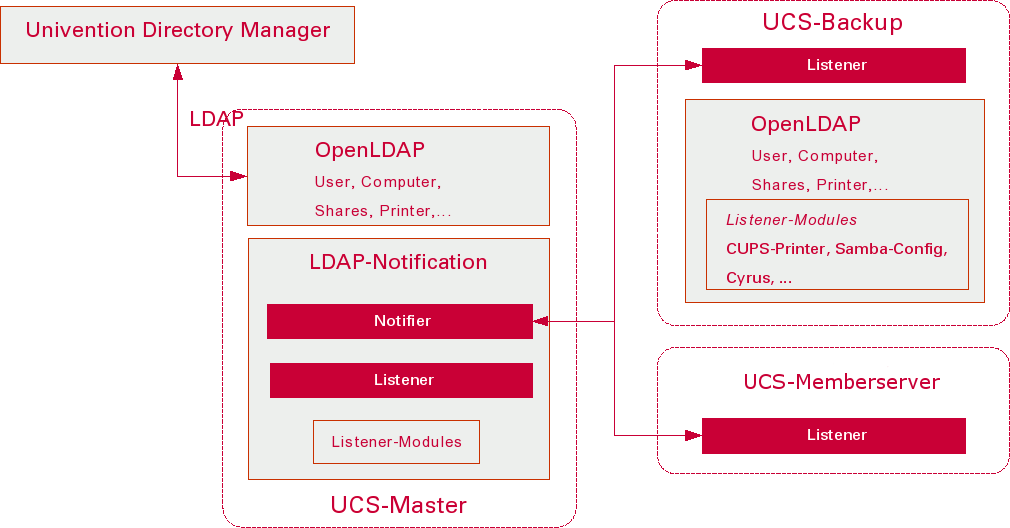 Univention Directory Manager
LDAP
OpenLDAP
User, Computer,
Shares, Printer,...
LDAP-Notification
Notifier
Listener
Listener-Modules
UCS-Master
UCS-Backup
Listener
OpenLDAP
User, Computer,
Shares, Printer,...
Listener-Modules
CUPS-Printer, Samba-Config,
Cyrus, ...
UCS-Memberserver
Listener